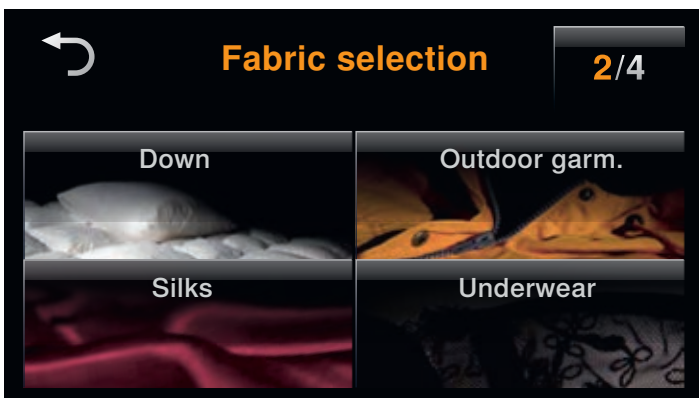 Fabric selection
2/4
Down
Outdoor garm.
Silks
Underwear